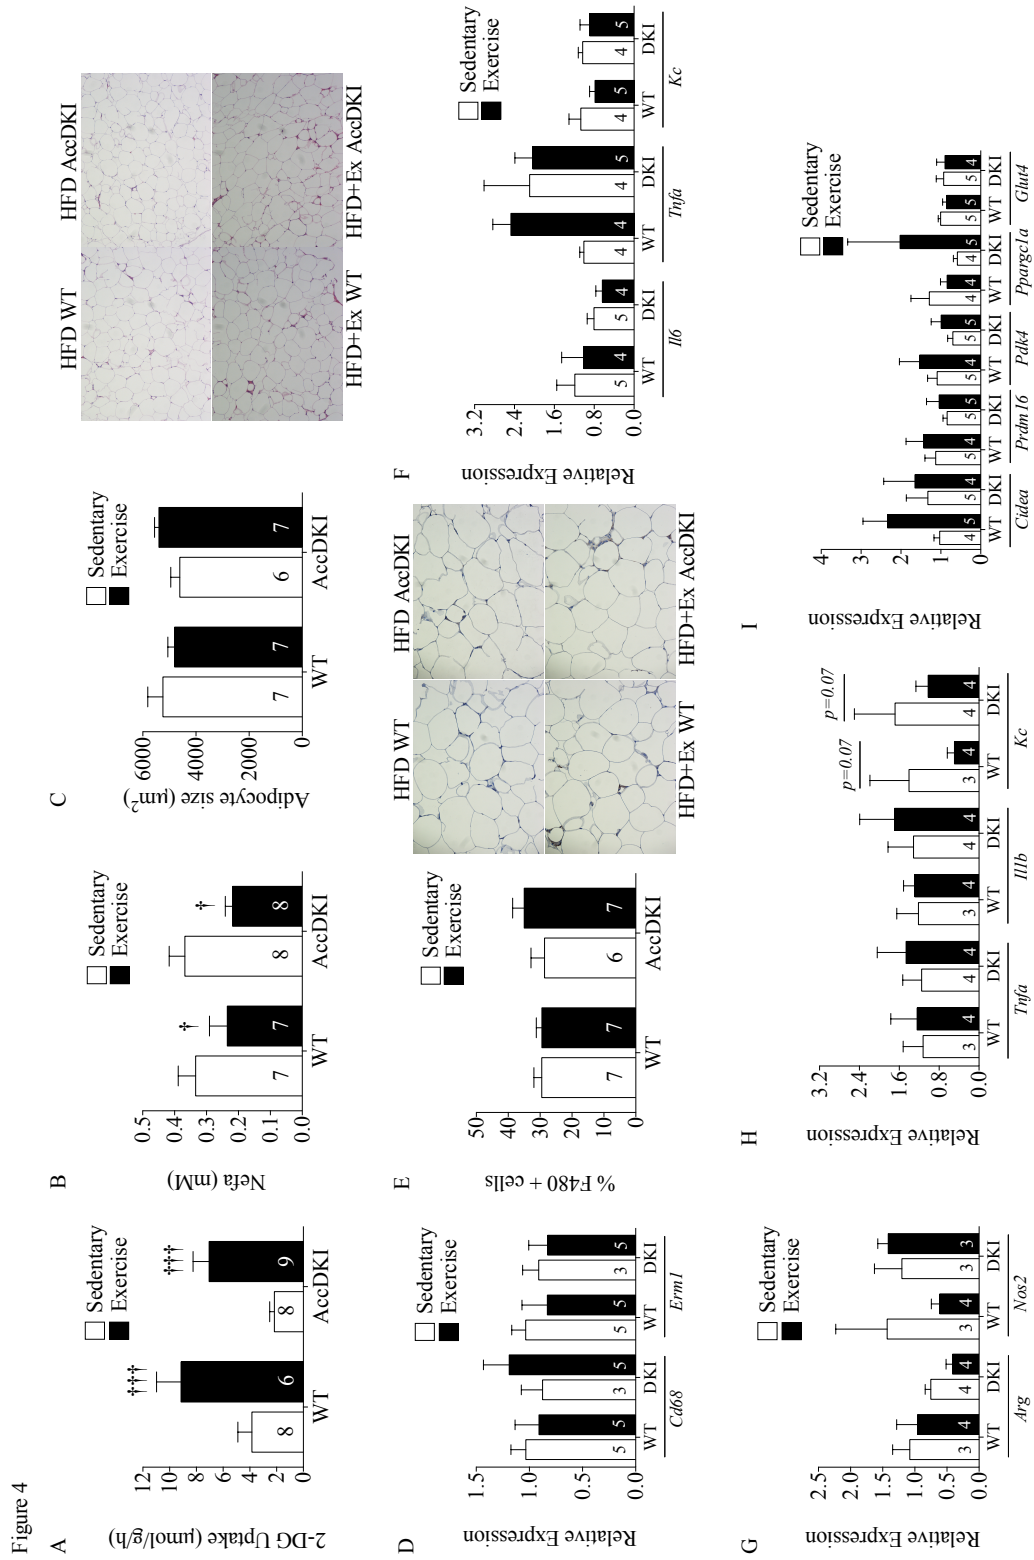 Figure 4
A
2-DG Uptake (μmol/g/h)
12
10
8
6
4
2
0
Sedentary
Exercise
8
6
8
9
†††
†††
WT
AccDKI
B
Nefa (mM)
0.5
0.4
0.3
0.2
0.1
0.0
Sedentary
Exercise
7
7
8
8
†
†
WT
AccDKI
C
Adipocyte size (μm²)
6000
4000
2000
0
Sedentary
Exercise
7
7
6
7
WT
AccDKI
HFD WT
HFD AccDKI
HFD+Ex WT
HFD+Ex AccDKI
D
Relative Expression
1.5
1.0
0.5
0.0
Sedentary
Exercise
5
5
3
5
5
5
3
5
WT
DKI
WT
DKI
Cd68
Erm1
E
% F480 + cells
50
40
30
20
10
0
Sedentary
Exercise
7
7
6
7
WT
AccDKI
HFD WT
HFD AccDKI
HFD+Ex WT
HFD+Ex AccDKI
F
Relative Expression
3.2
2.4
1.6
0.8
0.0
Sedentary
Exercise
5
4
5
4
4
4
4
5
4
5
4
5
WT
DKI
WT
DKI
WT
DKI
Il6
Tnfa
Kc
G
Relative Expression
2.5
2.0
1.5
1.0
0.5
0.0
Sedentary
Exercise
3
4
4
4
3
4
3
3
WT
DKI
WT
DKI
Arg
Nos2
H
Relative Expression
3.2
2.4
1.6
0.8
0.0
3
4
4
4
3
4
4
4
3
4
4
4
p=0.07
p=0.07
WT
DKI
WT
DKI
WT
DKI
Tnfa
Il1b
Kc
I
Relative Expression
4
3
2
1
0
Sedentary
Exercise
4
5
5
4
5
4
5
5
5
4
5
5
4
4
4
5
5
5
5
4
WT
DKI
WT
DKI
WT
DKI
WT
DKI
WT
DKI
Cidea
Prdm16
Pdk4
Ppargc1a
Glut4